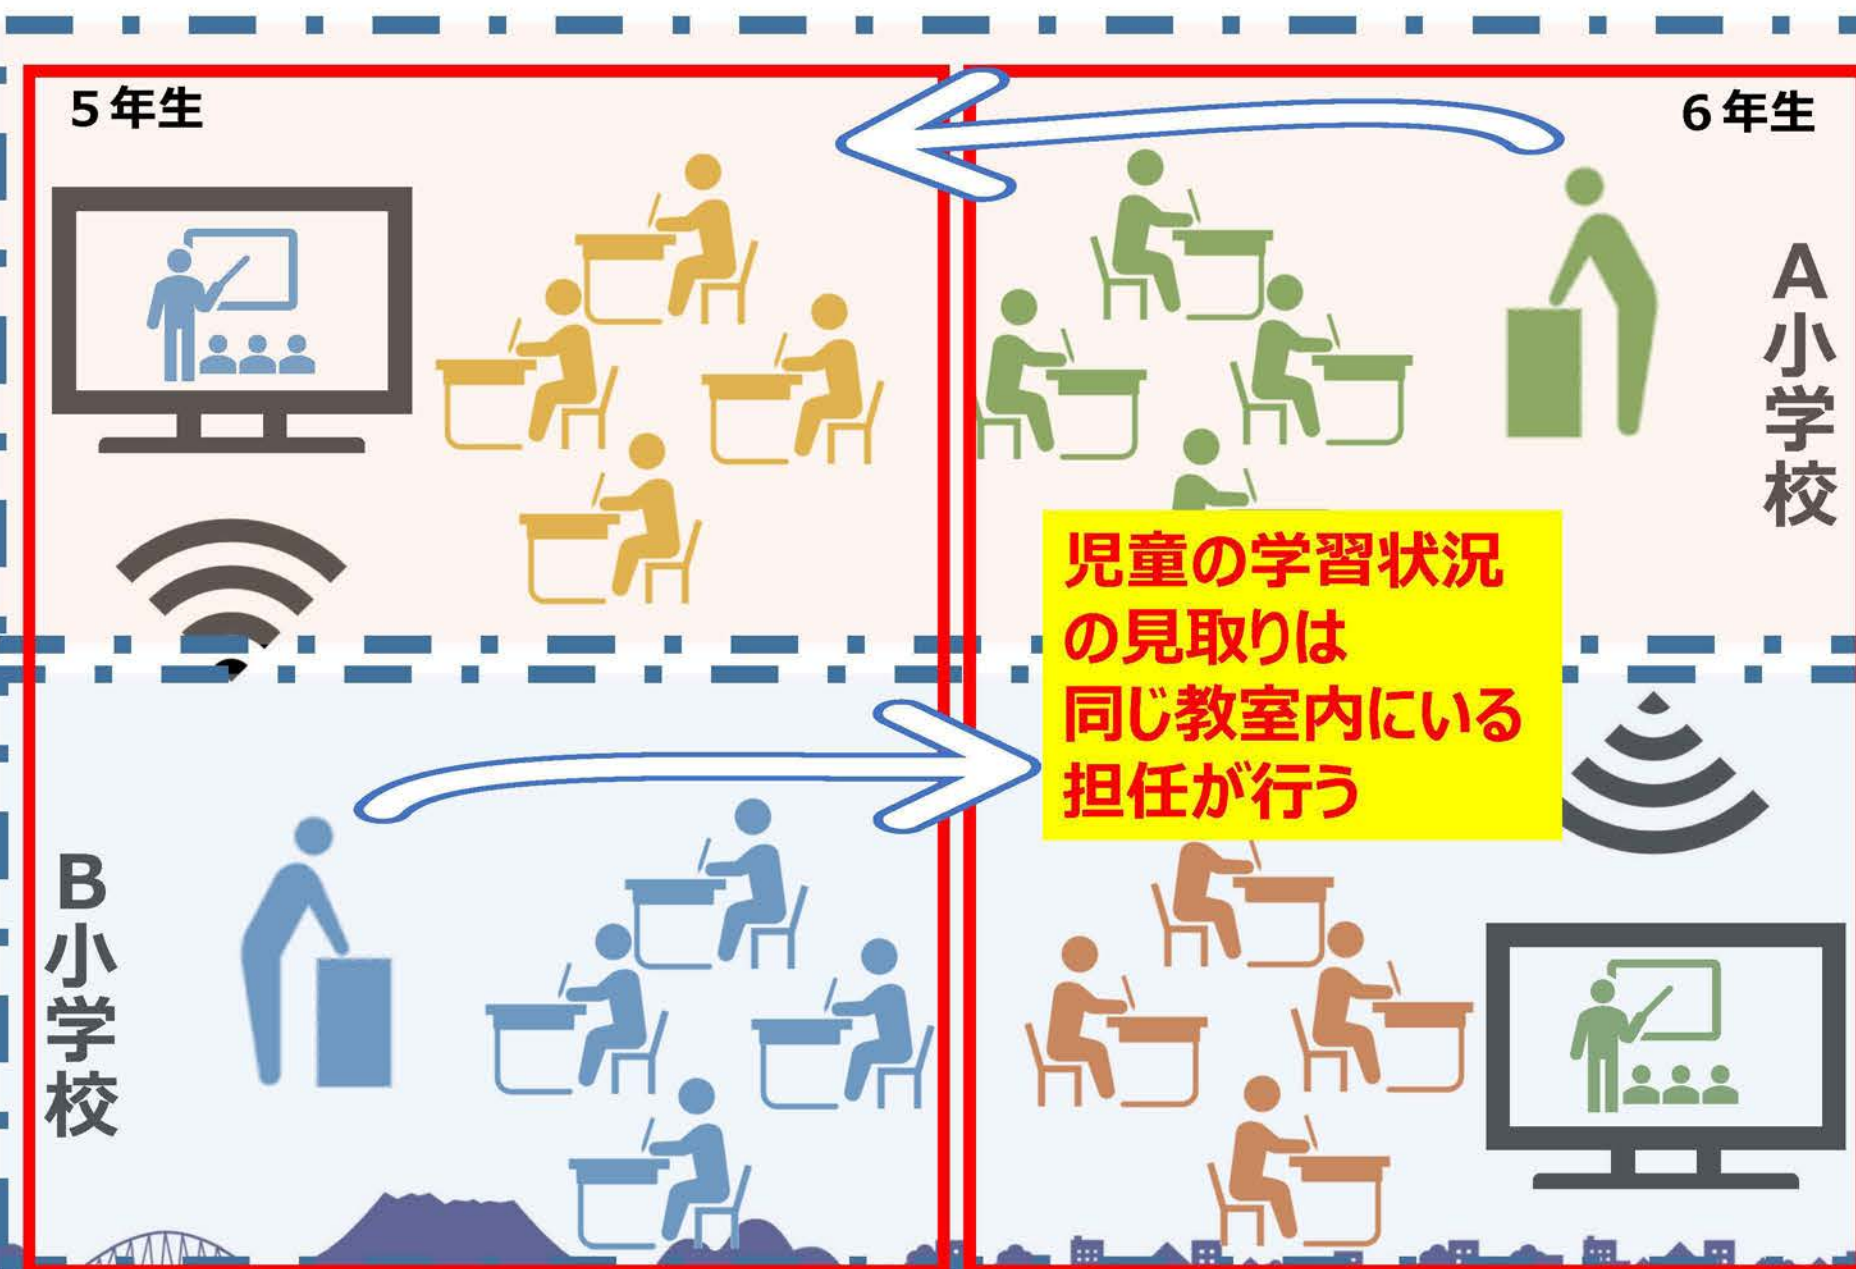 5年生
6年生
A小学校
児童の学習状況
の見取りは
同じ教室内にいる
担任が行う
B小学校